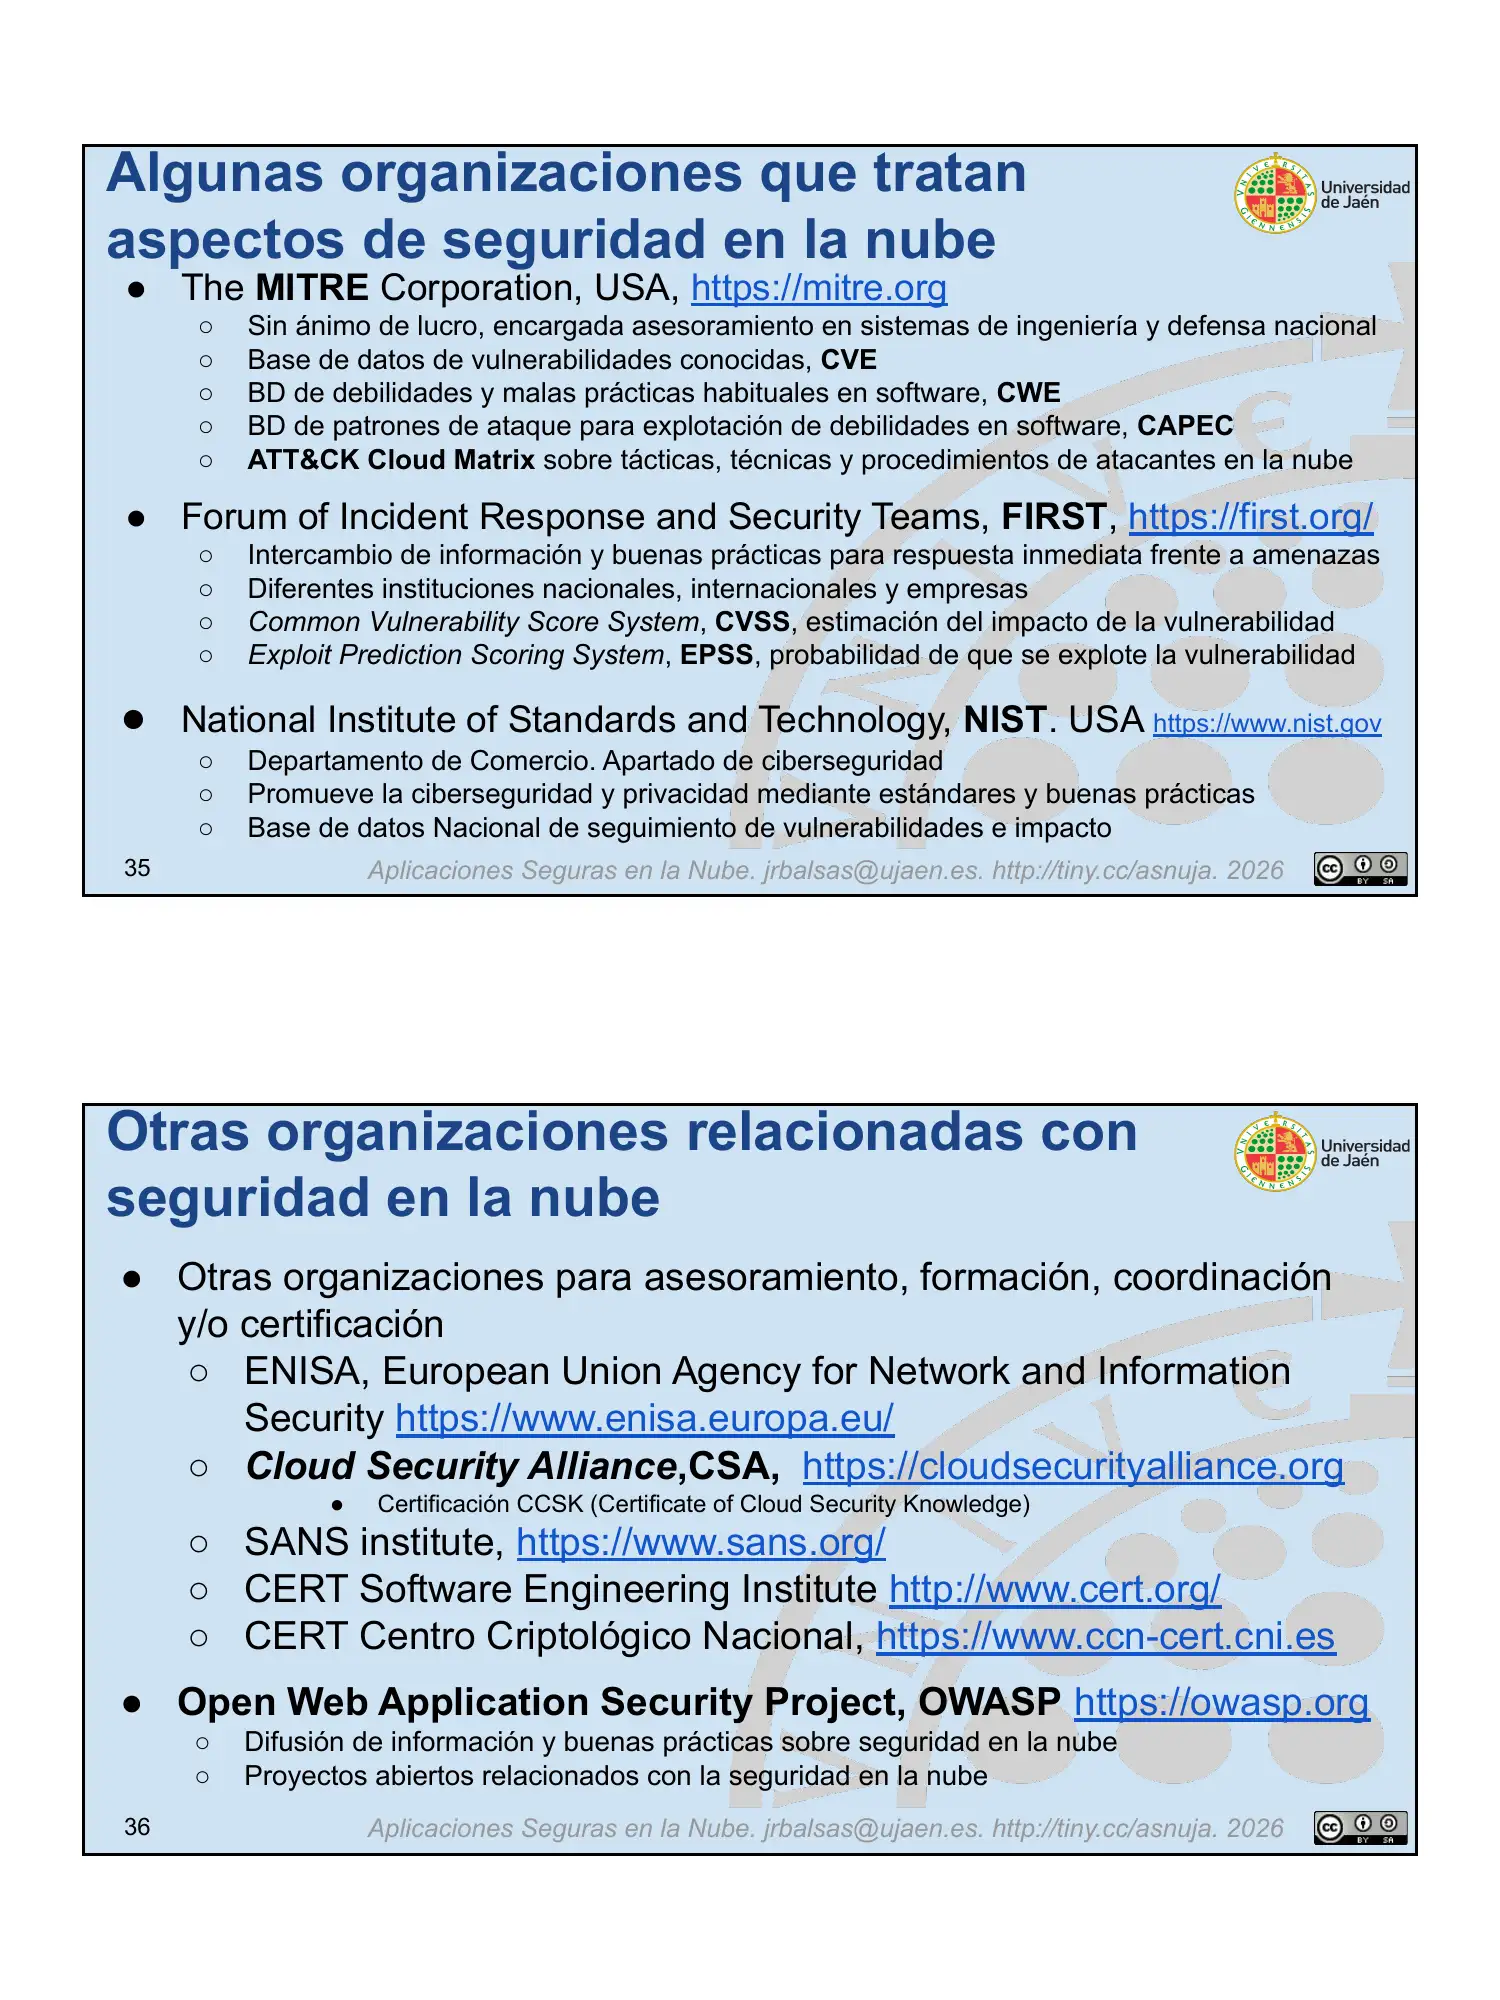 Algunas organizaciones que tratan
aspectos de seguridad en la nube
Universidad
de Jaén
● The MITRE Corporation, USA, https://mitre.org
○ Sin ánimo de lucro, encargada asesoramiento en sistemas de ingeniería y defensa nacional
○ Base de datos de vulnerabilidades conocidas, CVE
○ BD de debilidades y malas prácticas habituales en software, CWE
○ BD de patrones de ataque para explotación de debilidades en software, CAPEC
○ ATT&CK Cloud Matrix sobre tácticas, técnicas y procedimientos de atacantes en la nube
● Forum of Incident Response and Security Teams, FIRST, https://first.org/
○ Intercambio de información y buenas prácticas para respuesta inmediata frente a amenazas
○ Diferentes instituciones nacionales, internacionales y empresas
○ Common Vulnerability Score System, CVSS, estimación del impacto de la vulnerabilidad
○ Exploit Prediction Scoring System, EPSS, probabilidad de que se explote la vulnerabilidad
● National Institute of Standards and Technology, NIST. USA https://www.nist.gov
○ Departamento de Comercio. Apartado de ciberseguridad
○ Promueve la ciberseguridad y privacidad mediante estándares y buenas prácticas
○ Base de datos Nacional de seguimiento de vulnerabilidades e impacto
35
Aplicaciones Seguras en la Nube. jrbalsas@ujaen.es. http://tiny.cc/asnuja. 2026
cc BY SA
Otras organizaciones relacionadas con
seguridad en la nube
Universidad
de Jaén
● Otras organizaciones para asesoramiento, formación, coordinación
y/o certificación
○ ENISA, European Union Agency for Network and Information
Security https://www.enisa.europa.eu/
○ Cloud Security Alliance,CSA, https://cloudsecurityalliance.org
● Certificación CCSK (Certificate of Cloud Security Knowledge)
○ SANS institute, https://www.sans.org/
○ CERT Software Engineering Institute http://www.cert.org/
○ CERT Centro Criptológico Nacional, https://www.ccn-cert.cni.es
● Open Web Application Security Project, OWASP https://owasp.org
○ Difusión de información y buenas prácticas sobre seguridad en la nube
○ Proyectos abiertos relacionados con la seguridad en la nube
36
Aplicaciones Seguras en la Nube. jrbalsas@ujaen.es. http://tiny.cc/asnuja. 2026
cc BY SA